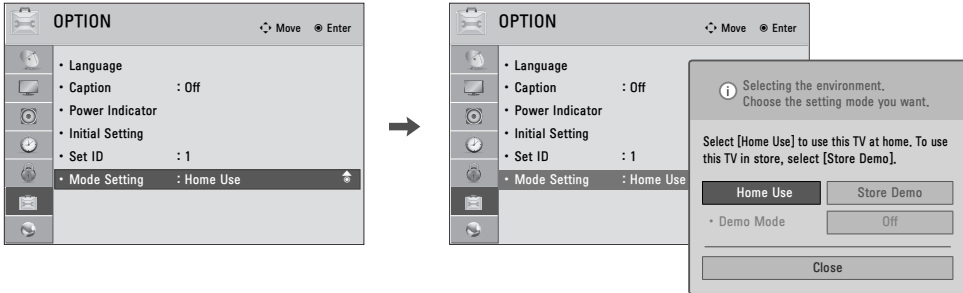 OPTION
Move Enter
• Language
• Caption : Off
• Power Indicator
• Initial Setting
• Set ID : 1
• Mode Setting : Home Use
OPTION
Move Enter
• Language
• Caption : Off
• Power Indicator
• Initial Setting
• Set ID : 1
• Mode Setting : Home Use
i Selecting the environment.
Choose the setting mode you want.
Select [Home Use] to use this TV at home. To use
this TV in store, select [Store Demo].
Home Use Store Demo
• Demo Mode Off
Close